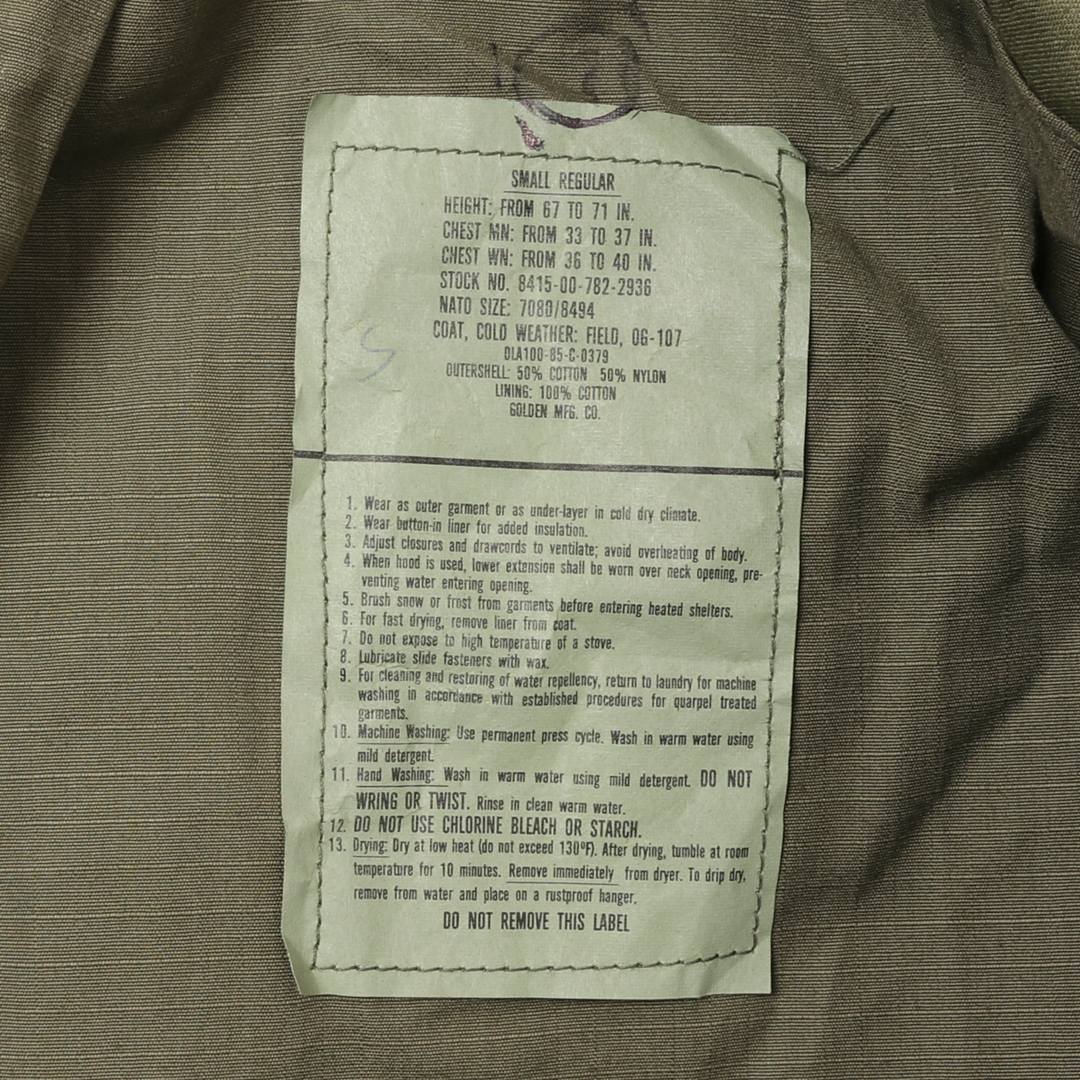 SMALL REGULAR
HEIGHT: FROM 67 TO 71 IN.
CHEST MN: FROM 33 TO 37 IN.
CHEST WN: FROM 36 TO 40 IN.
STOCK NO. 8415-00-782-2936
NATO SIZE: 7080/8494
COAT, COLD WEATHER: FIELD, OG-107
DLA100-85-C-0379
OUTERSHELL: 50% COTTON 50% NYLON
LINING: 100% COTTON
GOLDEN MFG. CO.
1. Wear as outer garment or as under-layer in cold dry climate.
2. Wear button-in liner for added insulation.
3. Adjust closures and drawcords to ventilate; avoid overheating of body.
4. When hood is used, lower extension shall be worn over neck opening, pre-
venting water entering opening.
5. Brush snow or frost from garments before entering heated shelters.
6. For fast drying, remove liner from coat.
7. Do not expose to high temperature of a stove.
8. Lubricate slide fasteners with wax.
9. For cleaning and restoring of water repellency, return to laundry for machine
washing in accordance with established procedures for quarpel treated
garments.
10. Machine Washing: Use permanent press cycle. Wash in warm water using
mild detergent.
11. Hand Washing: Wash in warm water using mild detergent. DO NOT
WRING OR TWIST. Rinse in clean warm water.
12. DO NOT USE CHLORINE BLEACH OR STARCH.
13. Drying: Dry at low heat (do not exceed 130ºF). After drying, tumble at room
temperature for 10 minutes. Remove immediately from dryer. To drip dry,
remove from water and place on a rustproof hanger.
DO NOT REMOVE THIS LABEL